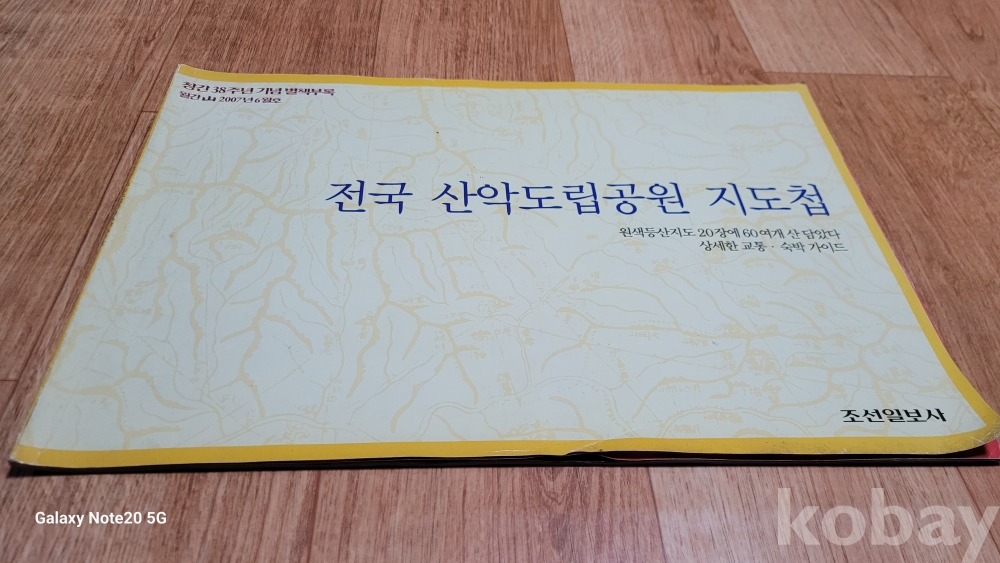 창간 38주년 기념 별책부록
월간 山 2007년 6월호
전국 산악도립공원 지도첩
원색등산지도 20장에 60여개 산 담았다
상세한 교통 · 숙박 가이드
조선일보사
Galaxy Note20 5G
kobay